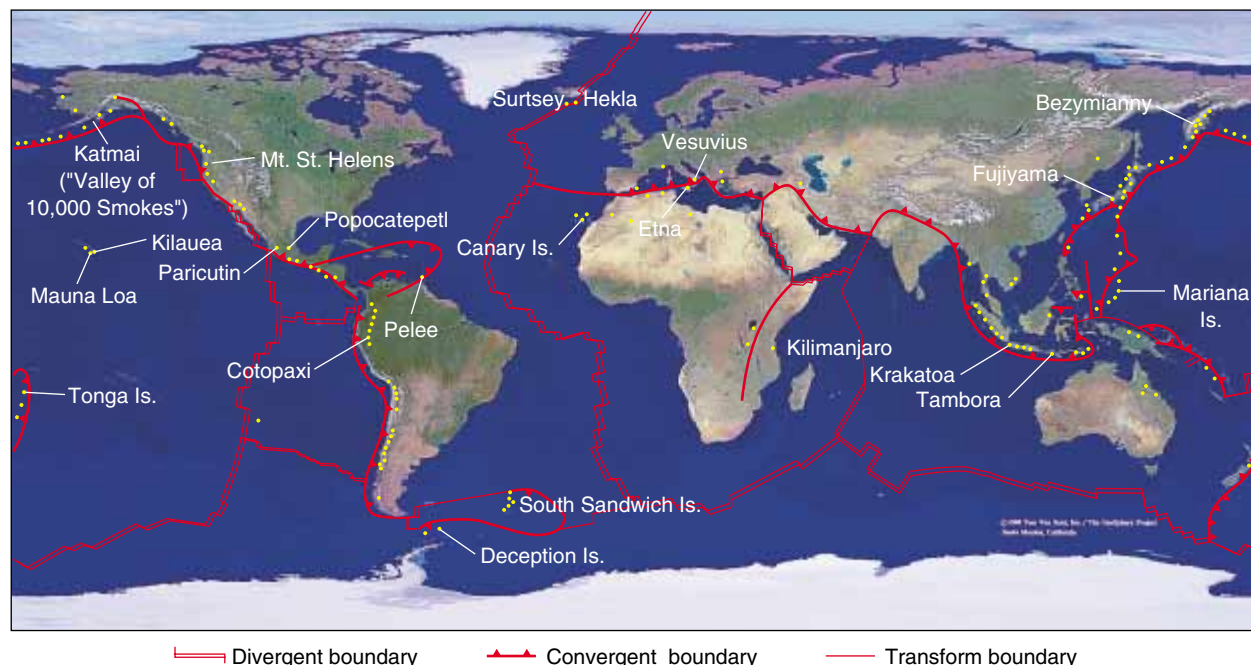 Surtsey Hekla
Bezymianny
Vesuvius
Katmai
("Valley of
10,000 Smokes")
Mt. St. Helens
Fujiyama
Popocatepetl
Etna
Canary Is.
Kilauea
Paricutin
Mauna Loa
Mariana
Is.
Pelee
Kilimanjaro
Cotopaxi
Krakatoa
Tambora
Tonga Is.
South Sandwich Is.
Deception Is.
Divergent boundary
Convergent boundary
Transform boundary